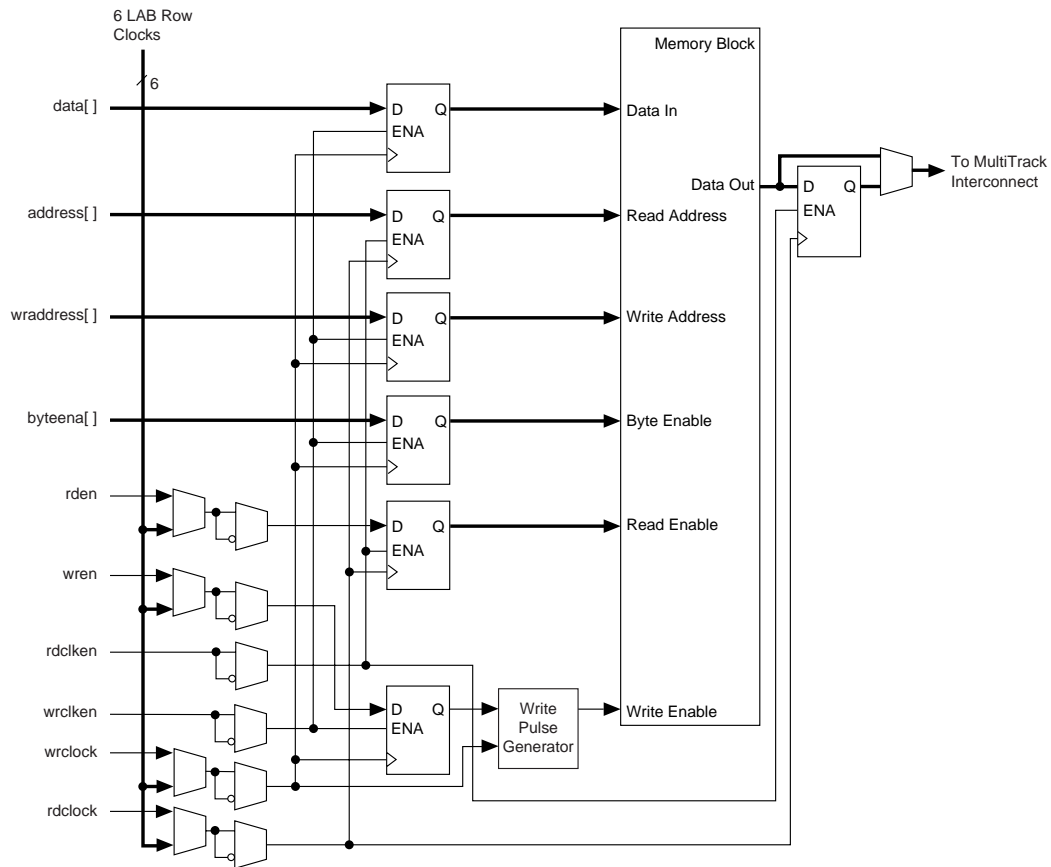 6 LAB Row
Clocks
6
data[ ]
D Q
ENA
Memory Block
Data In
Data Out
D Q
ENA
To MultiTrack
Interconnect
address[ ]
D Q
ENA
Read Address
wraddress[ ]
D Q
ENA
Write Address
byteena[ ]
D Q
ENA
Byte Enable
rden
D Q
ENA
Read Enable
wren
rdclken
wrclken
D Q
ENA
Write
Pulse
Generator
Write Enable
wrclock
rdclock